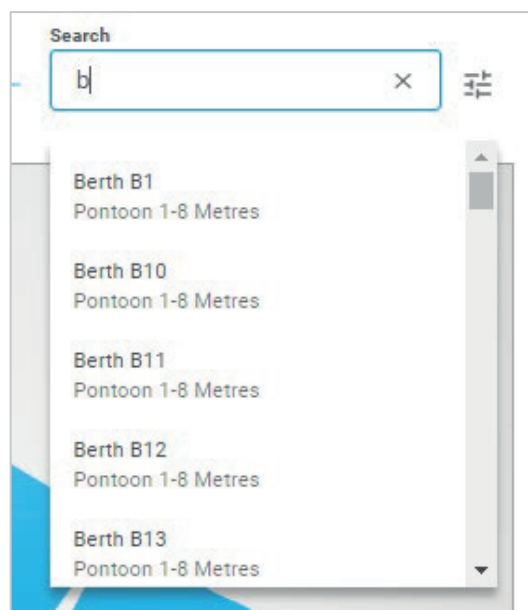 Search
b
Berth B1
Pontoon 1-8 Metres
Berth B10
Pontoon 1-8 Metres
Berth B11
Pontoon 1-8 Metres
Berth B12
Pontoon 1-8 Metres
Berth B13
Pontoon 1-8 Metres